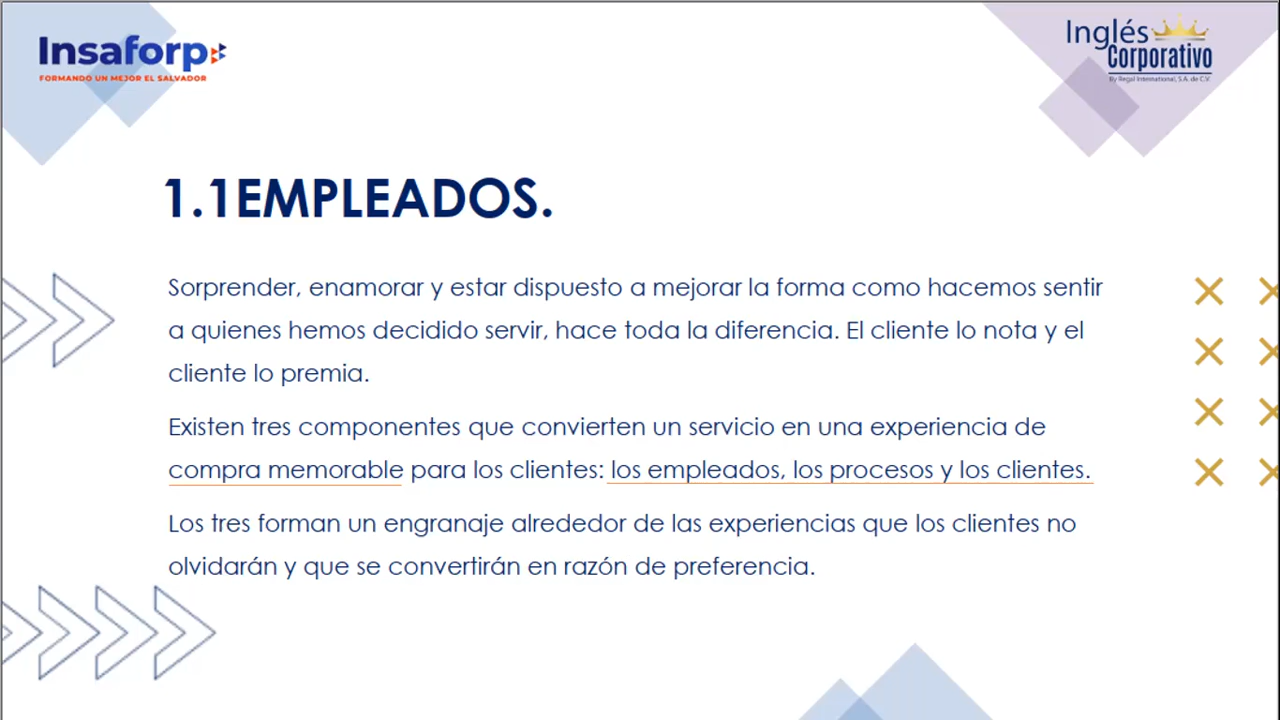 Insaforp
FORMANDO UN MEJOR EL SALVADOR
Inglés
Corporativo
By Regal International, S.A. de C.V.
1.1EMPLEADOS.
Sorprender, enamorar y estar dispuesto a mejorar la forma como hacemos sentir
a quienes hemos decidido servir, hace toda la diferencia. El cliente lo nota y el
cliente lo premia.
Existen tres componentes que convierten un servicio en una experiencia de
compra memorable para los clientes: los empleados, los procesos y los clientes.
Los tres forman un engranaje alrededor de las experiencias que los clientes no
olvidarán y que se convertirán en razón de preferencia.